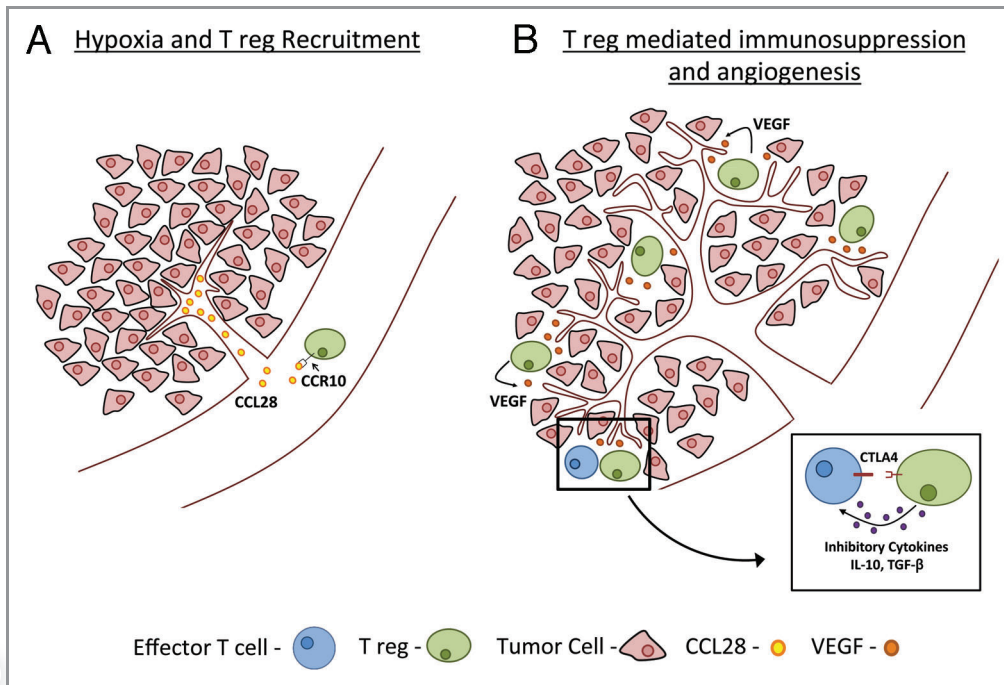 A
Hypoxia and T reg Recruitment
CCL28
CCR10
B
T reg mediated immunosuppression
and angiogenesis
VEGF
VEGF
CTLA4
Inhibitory Cytokines
IL-10, TGF-β
Effector T cell -
T reg -
Tumor Cell -
CCL28 -
VEGF -